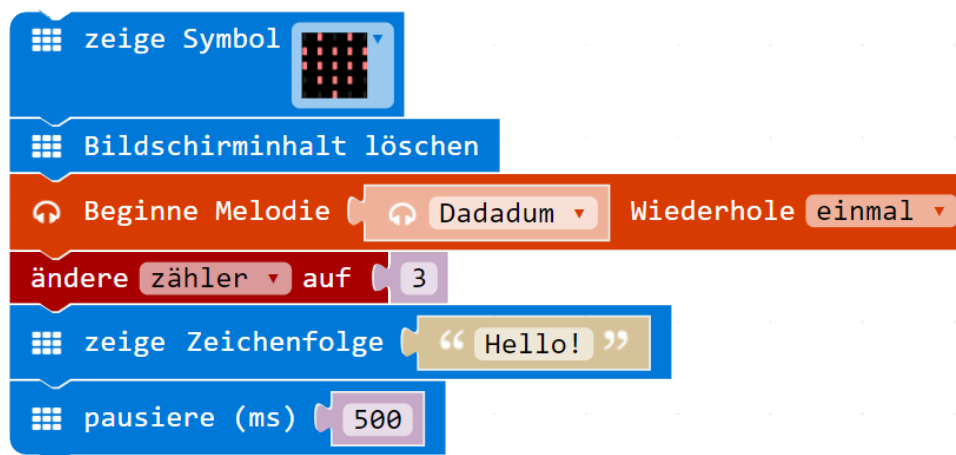 zeige Symbol
Bildschirminhalt löschen
Beginne Melodie Dadadum Wiederhole einmal
ändere zähler auf 3
zeige Zeichenfolge “ Hello! ”
pausiere (ms) 500